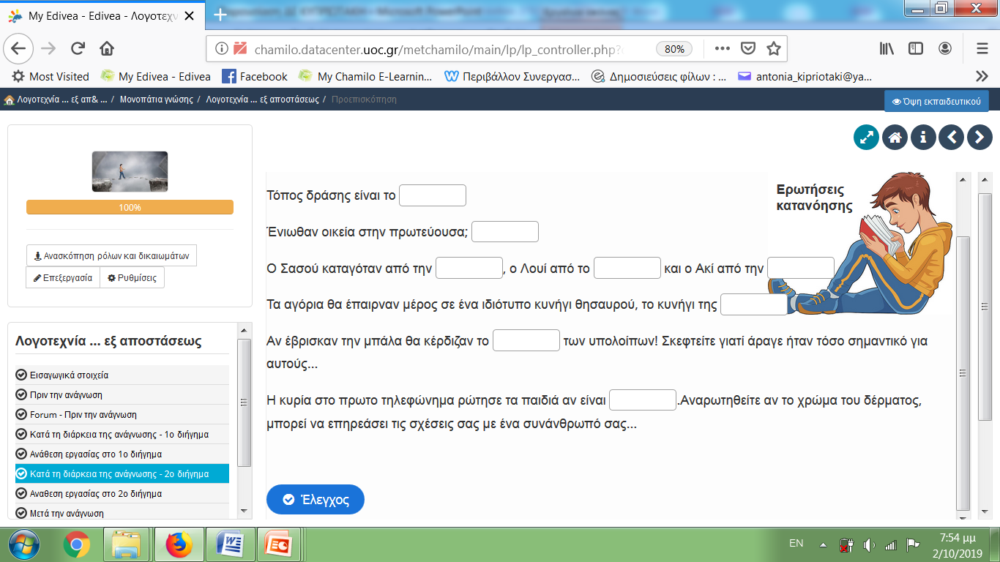 My Edivea - Edivea - Λογοτεχν
chamilo.datacenter.uoc.gr/metchamilo/main/lp/lp_controller.php?
80%
Most Visited
My Edivea - Edivea
Facebook
My Chamilo E-Learnin...
Περιβάλλον Συνεργασ...
Δημοσιεύσεις φίλων : ...
antonia_kipriotaki@ya...
Λογοτεχνία ... εξ απ& ... / Μονοπάτια γνώσης / Λογοτεχνία ... εξ αποστάσεως / Προεπισκόπηση
Όψη εκπαιδευτικού
100%
Ανασκόπηση ρόλων και δικαιωμάτων
Επεξεργασία
Ρυθμίσεις
Λογοτεχνία ... εξ αποστάσεως
Εισαγωγικά στοιχεία
Πριν την ανάγνωση
Forum - Πριν την ανάγνωση
Κατά τη διάρκεια της ανάγνωσης - 1ο διήγημα
Ανάθεση εργασίας στο 1ο διήγημα
Κατά τη διάρκεια της ανάγνωσης - 2ο διήγημα
Αναθεση εργασίας στο 2ο διήγημα
Μετά την ανάγνωση
Ερωτήσεις
κατανόησης
Τόπος δράσης είναι το
Ένιωθαν οικεία στην πρωτεύουσα;
Ο Σασού καταγόταν από την , ο Λουί από το και ο Ακί από την
Τα αγόρια θα έπαιρναν μέρος σε ένα ιδιότυπο κυνήγι θησαυρού, το κυνήγι της
Αν έβρισκαν την μπάλα θα κέρδιζαν το των υπολοίπων! Σκεφτείτε γιατί άραγε ήταν τόσο σημαντικό για
αυτούς...
Η κυρία στο πρωτο τηλεφώνημα ρώτησε τα παιδιά αν είναι .Αναρωτηθείτε αν το χρώμα του δέρματος,
μπορεί να επηρεάσει τις σχέσεις σας με ένα συνάνθρωπό σας...
Έλεγχος
EN
7:54 μμ
2/10/2019